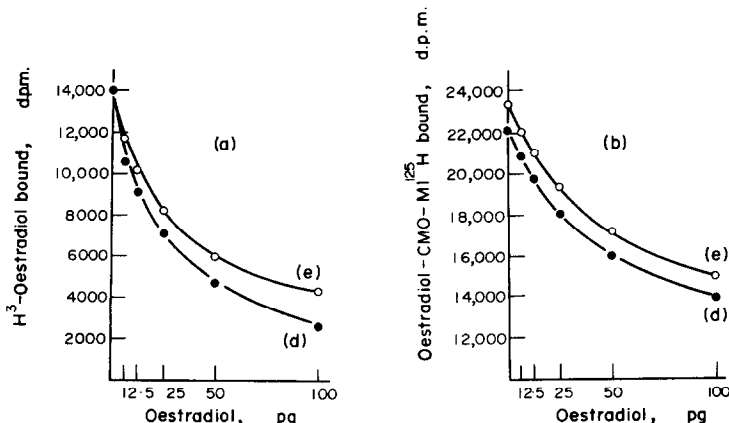 H³-Oestradiol bound, dpm.
14,000
12,000
10,000
8000
6000
4000
2000
(a)
(e)
(d)
12·5 25 50 100
Oestradiol, pg
Oestradiol-CMO-MI¹²⁵H bound, d.p.m.
24,000
22,000
20,000
18,000
16,000
14,000
12,000
(b)
(e)
(d)
12·5 25 50 100
Oestradiol, pg